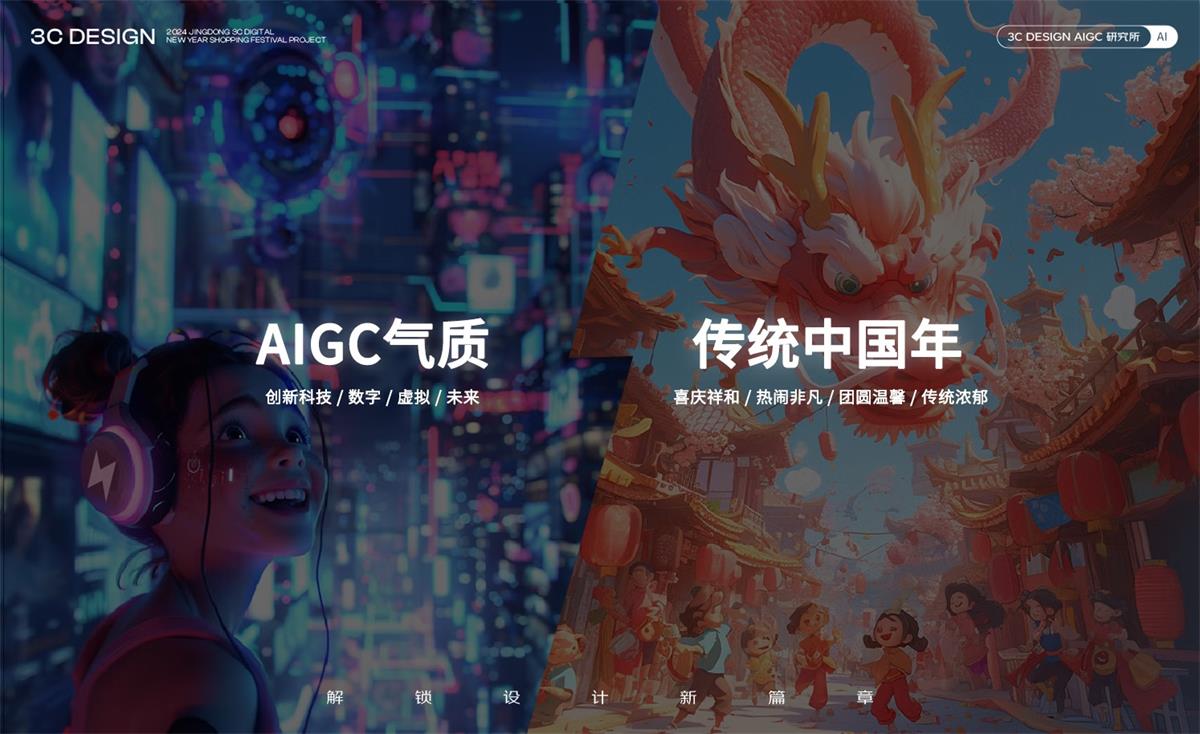 3C DESIGN
2024 JINGDONG 3C DIGITAL
NEW YEAR SHOPPING FESTIVAL PROJECT
3C DESIGN AIGC 研究所 AI
AIGC气质
创新科技 / 数字 / 虚拟 / 未来
传统中国年
喜庆祥和 / 热闹非凡 / 团圆温馨 / 传统浓郁
解锁设计新篇章